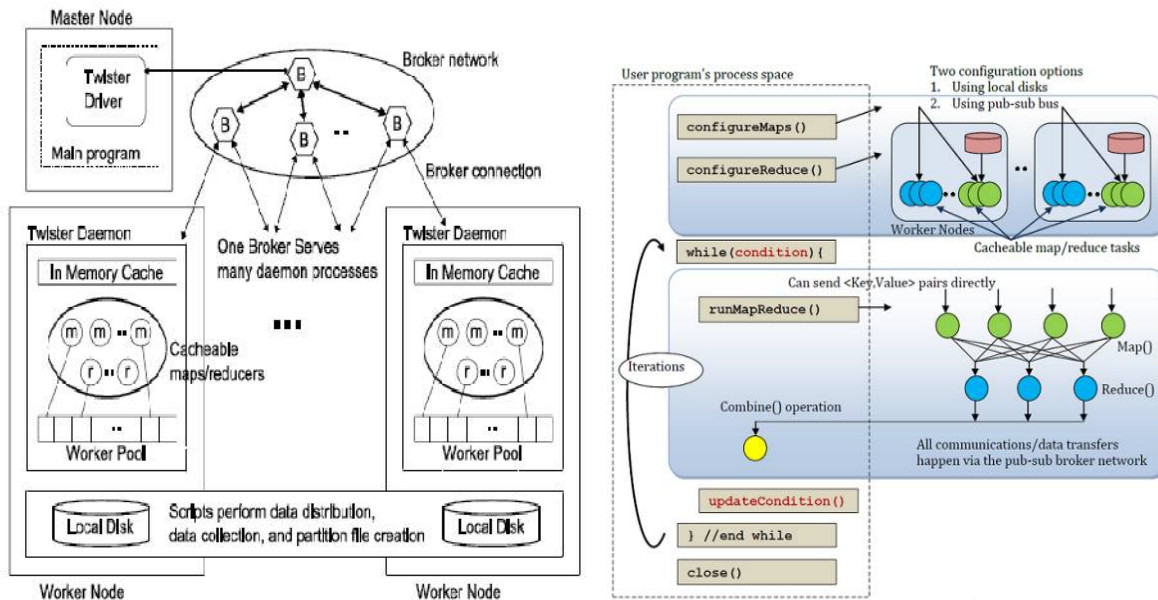 Master Node
Twister
Driver
Main program
B
B
B
B
Broker network
Broker connection
Twister Daemon
In Memory Cache
m m •• m
r •• r
Cacheable
maps/reducers
••
Worker Pool
One Broker Serves
many daemon processes
Twister Daemon
In Memory Cache
m m •• m
r •• r
••
Worker Pool
Local Disk
Scripts perform data distribution,
data collection, and partition file creation
Local Disk
Worker Node
Worker Node
User program's process space
Two configuration options
1. Using local disks
2. Using pub-sub bus
configureMaps()
configureReduce()
Worker Nodes
Cacheable map/reduce tasks
while(condition){
Can send <Key,Value> pairs directly
runMapReduce()
Map()
Iterations
Reduce()
Combine() operation
All communications/data transfers
happen via the pub-sub broker network
updateCondition()
} //end while
close()